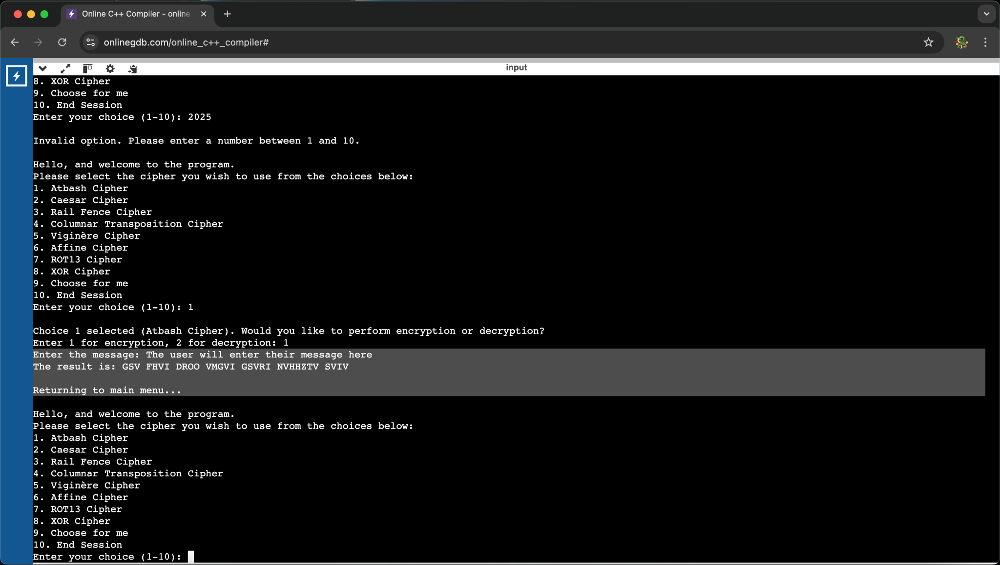 Online C++ Compiler - online
onlinegdb.com/online_c++_compiler#
input
8. XOR Cipher
9. Choose for me
10. End Session
Enter your choice (1-10): 2025
Invalid option. Please enter a number between 1 and 10.
Hello, and welcome to the program.
Please select the cipher you wish to use from the choices below:
1. Atbash Cipher
2. Caesar Cipher
3. Rail Fence Cipher
4. Columnar Transposition Cipher
5. Viginère Cipher
6. Affine Cipher
7. ROT13 Cipher
8. XOR Cipher
9. Choose for me
10. End Session
Enter your choice (1-10): 1
Choice 1 selected (Atbash Cipher). Would you like to perform encryption or decryption?
Enter 1 for encryption, 2 for decryption: 1
Enter the message: The user will enter their message here
The result is: GSV FHVI DROO VMGVI GSVRI NVHHZTV SVIV
Returning to main menu...
Hello, and welcome to the program.
Please select the cipher you wish to use from the choices below:
1. Atbash Cipher
2. Caesar Cipher
3. Rail Fence Cipher
4. Columnar Transposition Cipher
5. Viginère Cipher
6. Affine Cipher
7. ROT13 Cipher
8. XOR Cipher
9. Choose for me
10. End Session
Enter your choice (1-10):